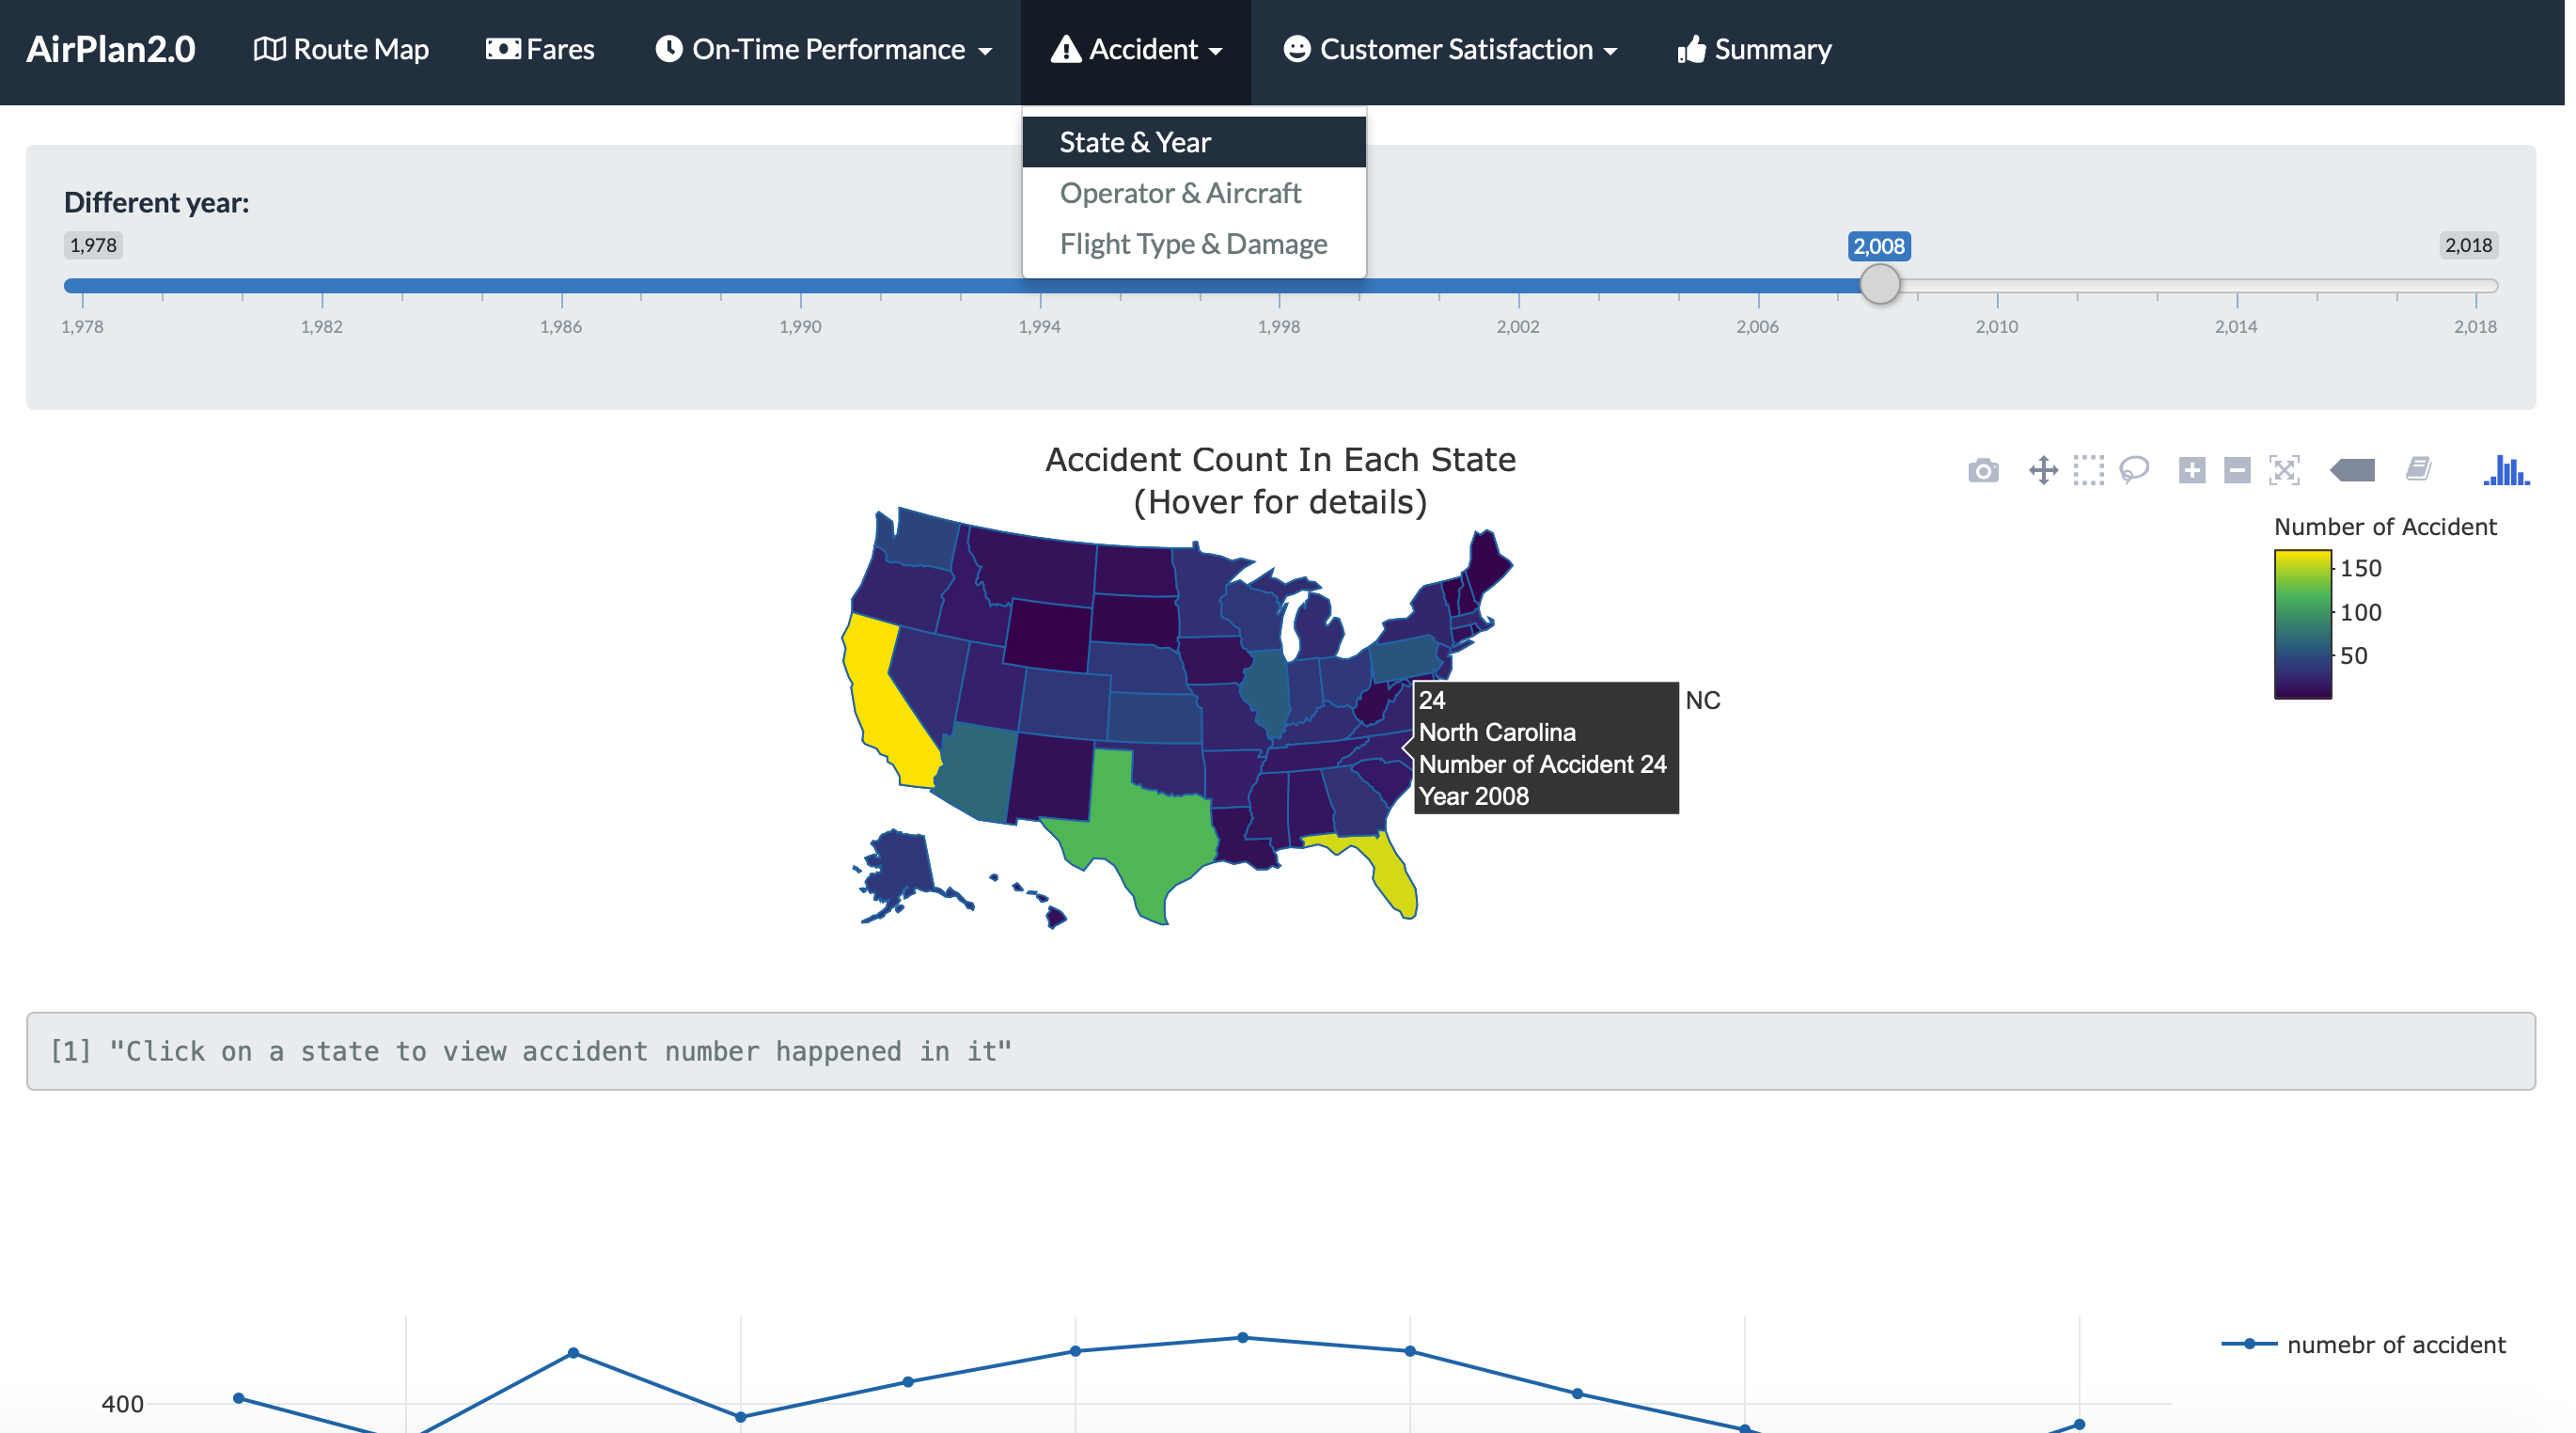 AirPlan2.0 Route Map Fares On-Time Performance Accident Customer Satisfaction Summary
State & Year
Operator & Aircraft
Flight Type & Damage
Different year:
1,978 2,008 2,018
1,978 1,982 1,986 1,990 1,994 1,998 2,002 2,006 2,010 2,014 2,018
Accident Count In Each State
(Hover for details)
Number of Accident
150
100
50
24 NC
North Carolina
Number of Accident 24
Year 2008
[1] "Click on a state to view accident number happened in it"
numebr of accident
400